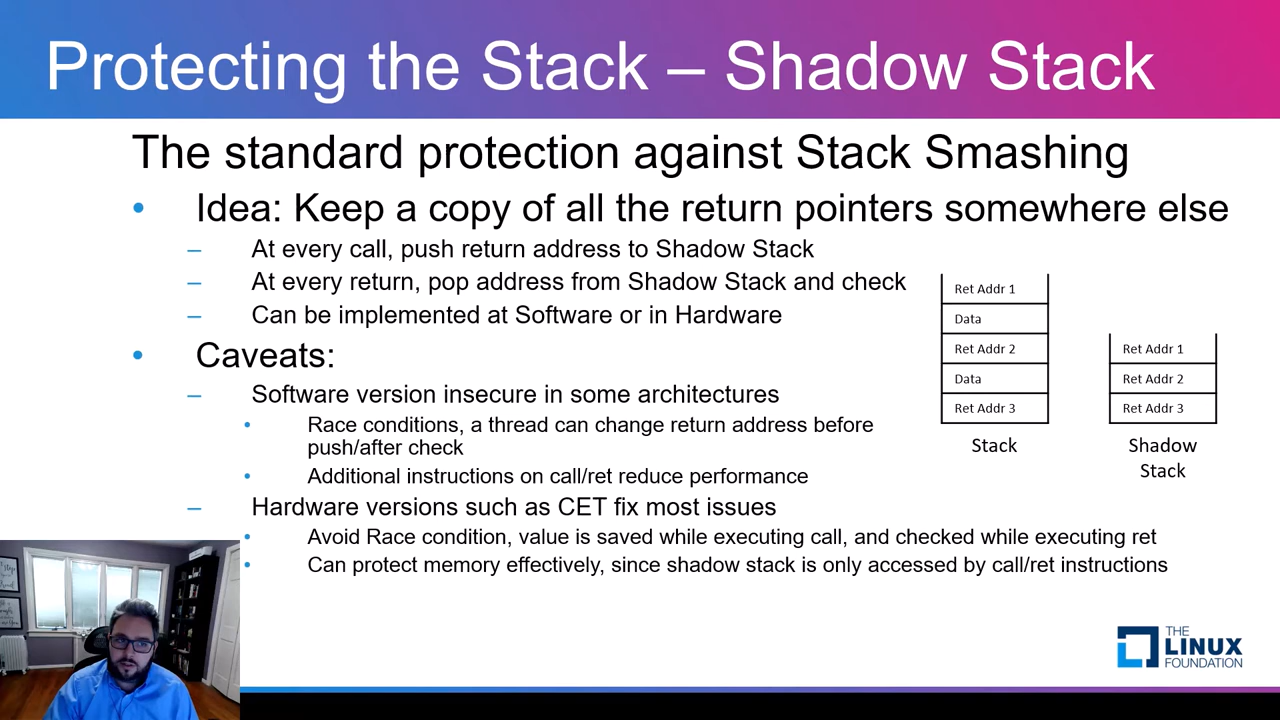 Protecting the Stack – Shadow Stack
The standard protection against Stack Smashing
• Idea: Keep a copy of all the return pointers somewhere else
– At every call, push return address to Shadow Stack
– At every return, pop address from Shadow Stack and check
– Can be implemented at Software or in Hardware
• Caveats:
– Software version insecure in some architectures
• Race conditions, a thread can change return address before
push/after check
• Additional instructions on call/ret reduce performance
– Hardware versions such as CET fix most issues
• Avoid Race condition, value is saved while executing call, and checked while executing ret
• Can protect memory effectively, since shadow stack is only accessed by call/ret instructions
Ret Addr 1
Data
Ret Addr 2
Data
Ret Addr 3
Stack
Ret Addr 1
Ret Addr 2
Ret Addr 3
Shadow
Stack
THE
LINUX
FOUNDATION